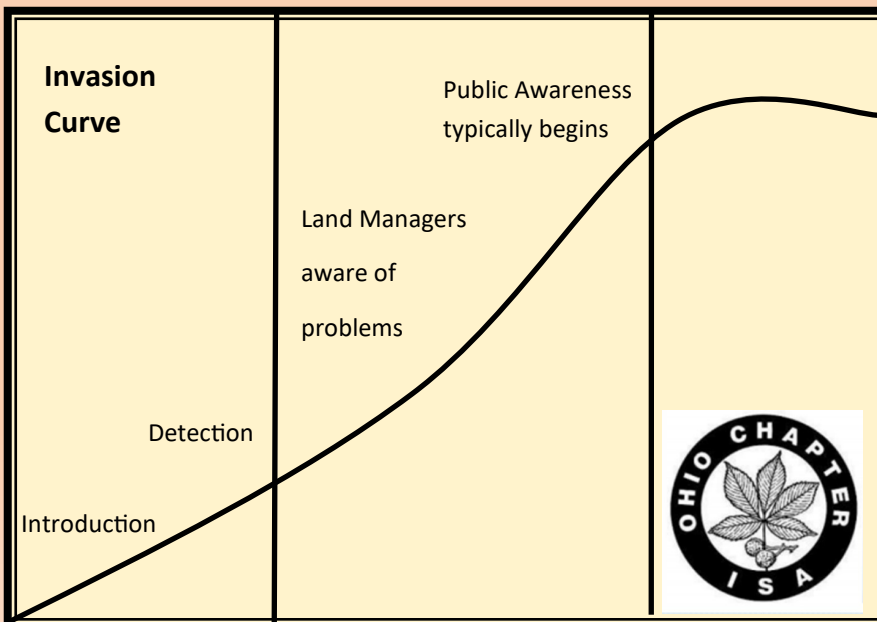 Invasion
Curve
Public Awareness
typically begins
Land Managers
aware of
problems
Detection
Introduction
OHIO CHAPTER
ISA